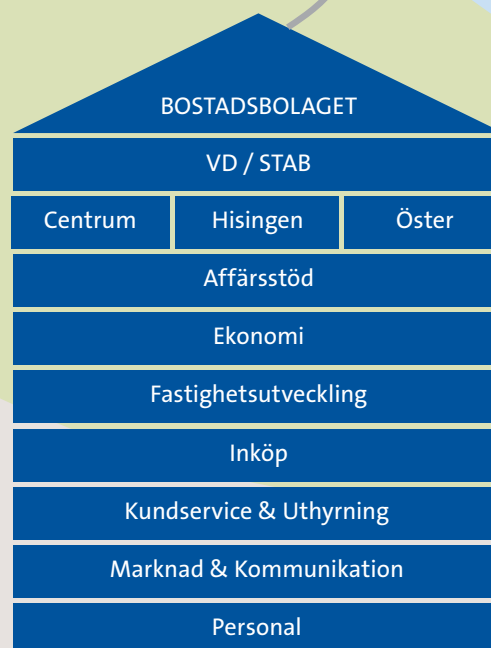 BOSTADSBOLAGET
VD / STAB
Centrum Hisingen Öster
Affärsstöd
Ekonomi
Fastighetsutveckling
Inköp
Kundservice & Uthyrning
Marknad & Kommunikation
Personal